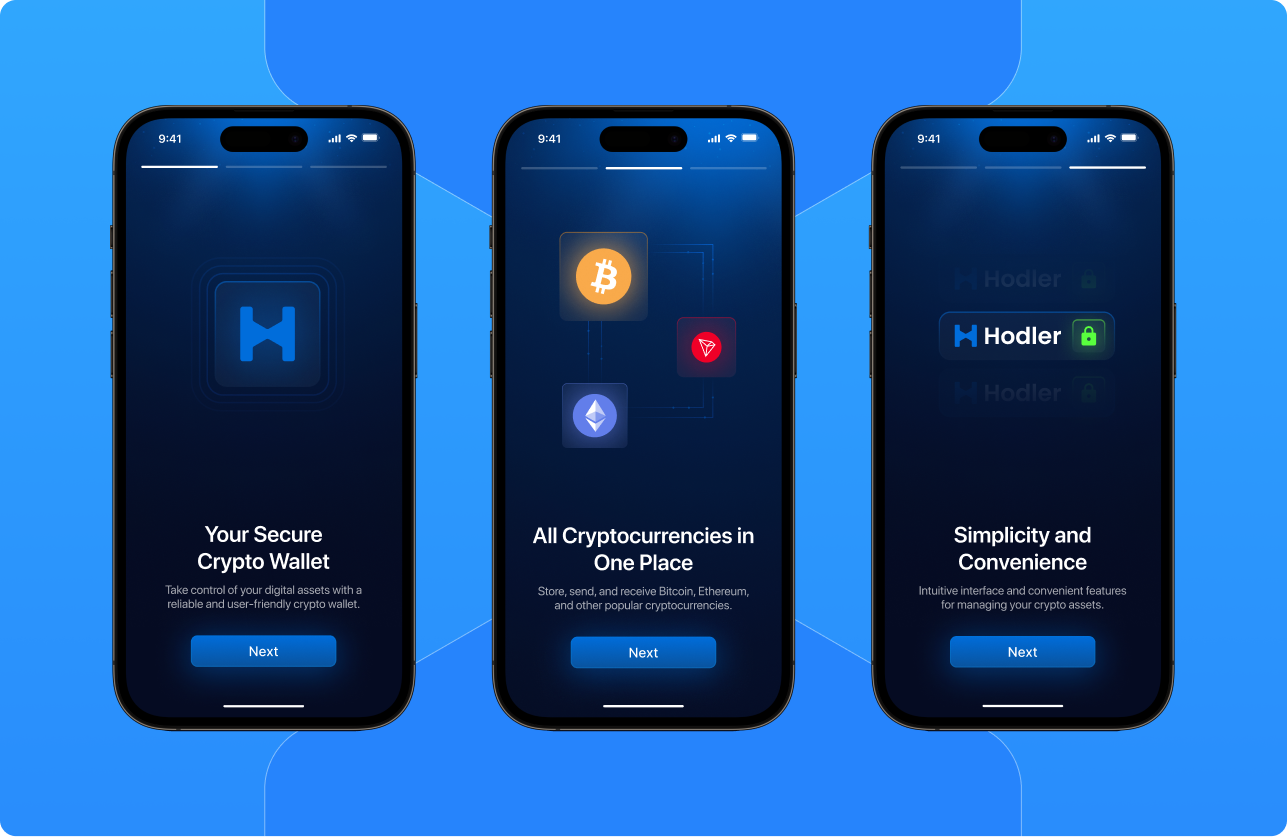 9:41
Your Secure
Crypto Wallet
Take control of your digital assets with a
reliable and user-friendly crypto wallet.
Next
9:41
All Cryptocurrencies in
One Place
Store, send, and receive Bitcoin, Ethereum,
and other popular cryptocurrencies.
Next
9:41
Hodler
Hodler
Hodler
Simplicity and
Convenience
Intuitive interface and convenient features
for managing your crypto assets.
Next